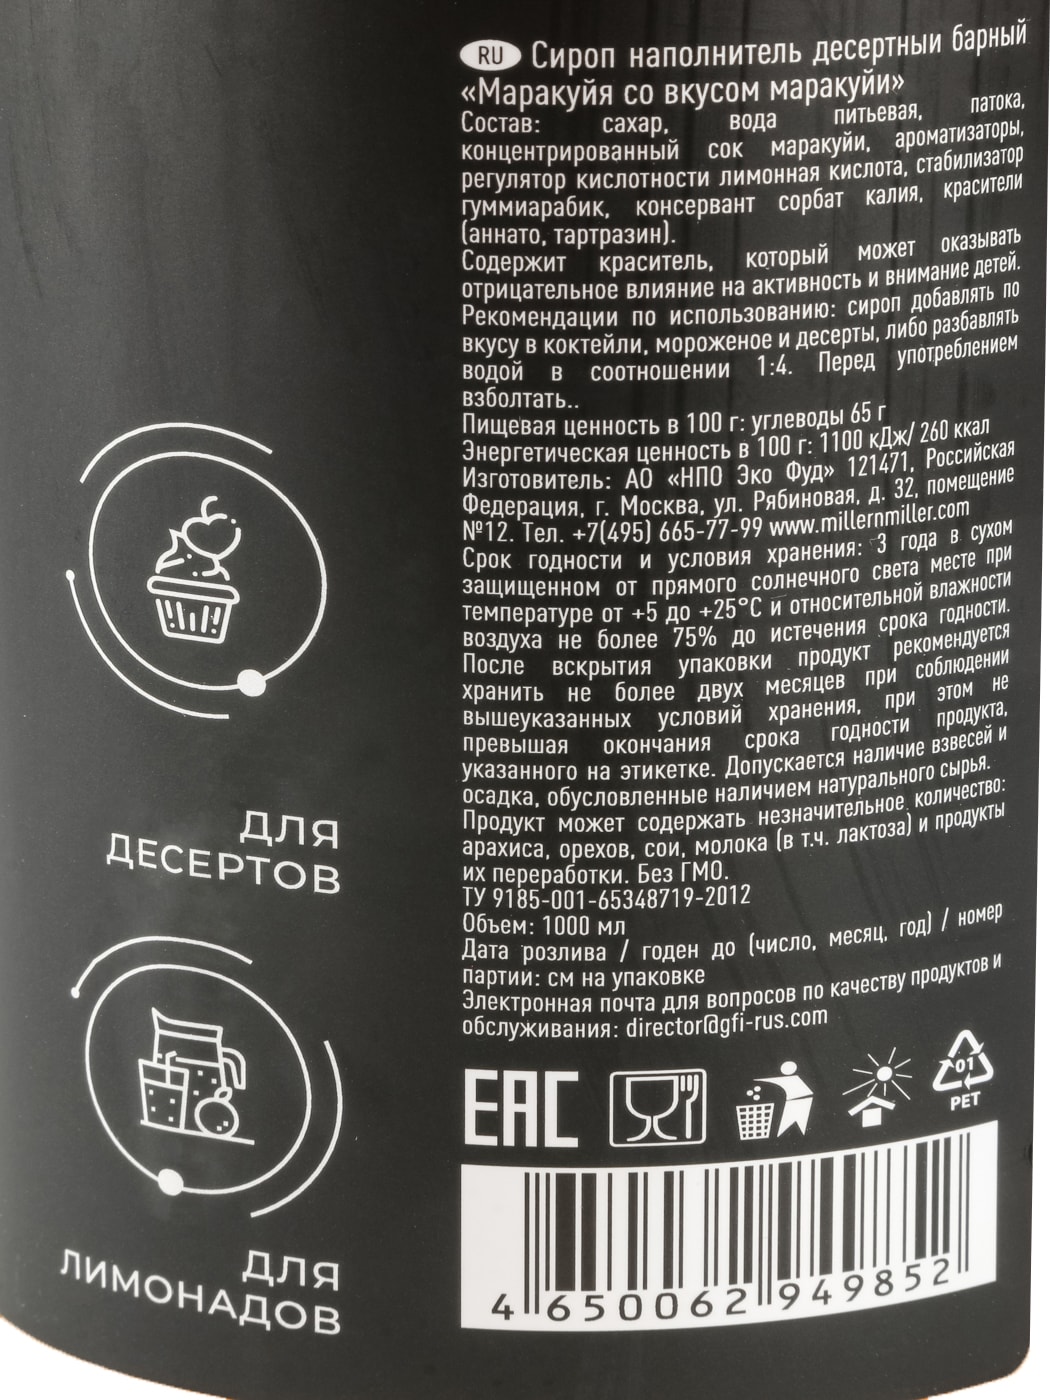 RU Сироп наполнитель десертный барный
«Маракуйя со вкусом маракуйи»
Состав: сахар, вода питьевая, патока,
концентрированный сок маракуйи, ароматизаторы,
регулятор кислотности лимонная кислота, стабилизатор
гуммиарабик, консервант сорбат калия, красители
(аннато, тартразин).
Содержит краситель, который может оказывать
отрицательное влияние на активность и внимание детей.
Рекомендации по использованию: сироп добавлять по
вкусу в коктейли, мороженое и десерты, либо разбавлять
водой в соотношении 1:4. Перед употреблением
взболтать..
Пищевая ценность в 100 г: углеводы 65 г
Энергетическая ценность в 100 г: 1100 кДж/ 260 ккал
Изготовитель: АО «НПО Эко Фуд» 121471, Российская
Федерация, г. Москва, ул. Рябиновая, д. 32, помещение
№12. Тел. +7(495) 665-77-99 www.millernmiller.com
Срок годности и условия хранения: 3 года в сухом
защищенном от прямого солнечного света месте при
температуре от +5 до +25°С и относительной влажности
воздуха не более 75% до истечения срока годности.
После вскрытия упаковки продукт рекомендуется
хранить не более двух месяцев при соблюдении
вышеуказанных условий хранения, при этом не
превышая окончания срока годности продукта,
указанного на этикетке. Допускается наличие взвесей и
осадка, обусловленные наличием натурального сырья.
Продукт может содержать незначительное количество:
арахиса, орехов, сои, молока (в т.ч. лактоза) и продукты
их переработки. Без ГМО.
ТУ 9185-001-65348719-2012
Объем: 1000 мл
Дата розлива / годен до (число, месяц, год) / номер
партии: см на упаковке
Электронная почта для вопросов по качеству продуктов и
обслуживания: director@gfi-rus.com
ДЛЯ
ДЕСЕРТОВ
ДЛЯ
ЛИМОНАДОВ
EAC
01
PET
4 650062 949852